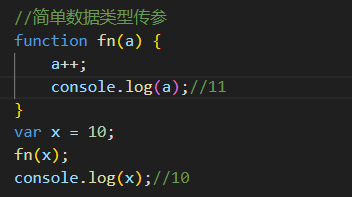 //简单数据类型传参
function fn(a) {
    a++;
    console.log(a);//11
}
var x = 10;
fn(x);
console.log(x);//10